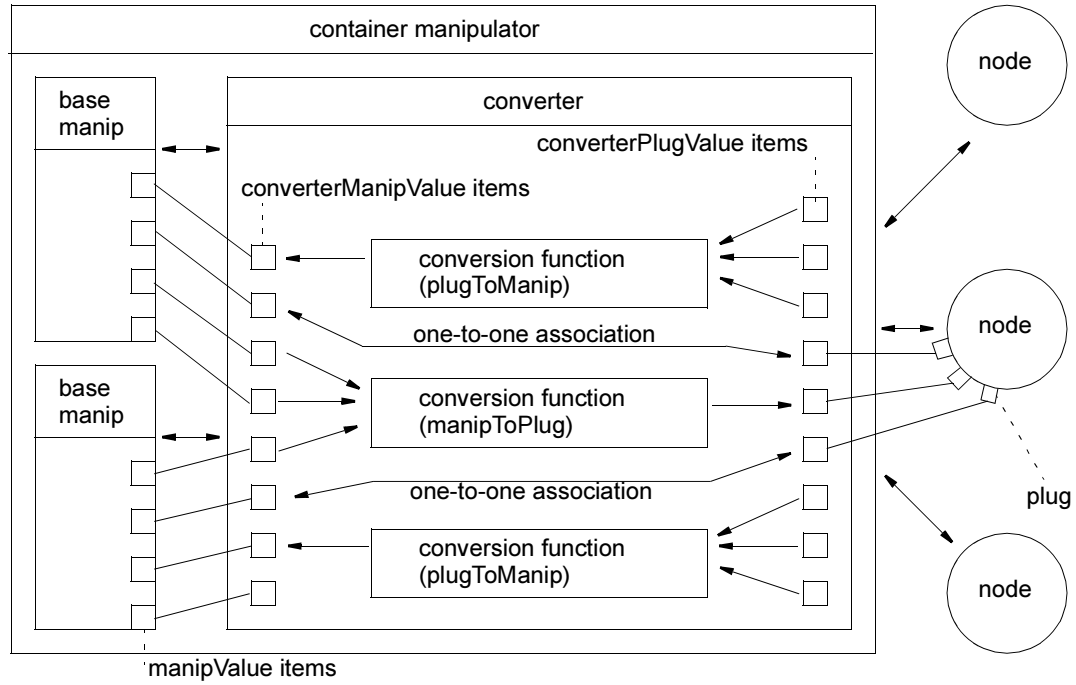 container manipulator
node
base
manip
converter
converterPlugValue items
converterManipValue items
conversion function
(plugToManip)
one-to-one association
node
base
manip
conversion function
(manipToPlug)
one-to-one association
plug
conversion function
(plugToManip)
node
manipValue items